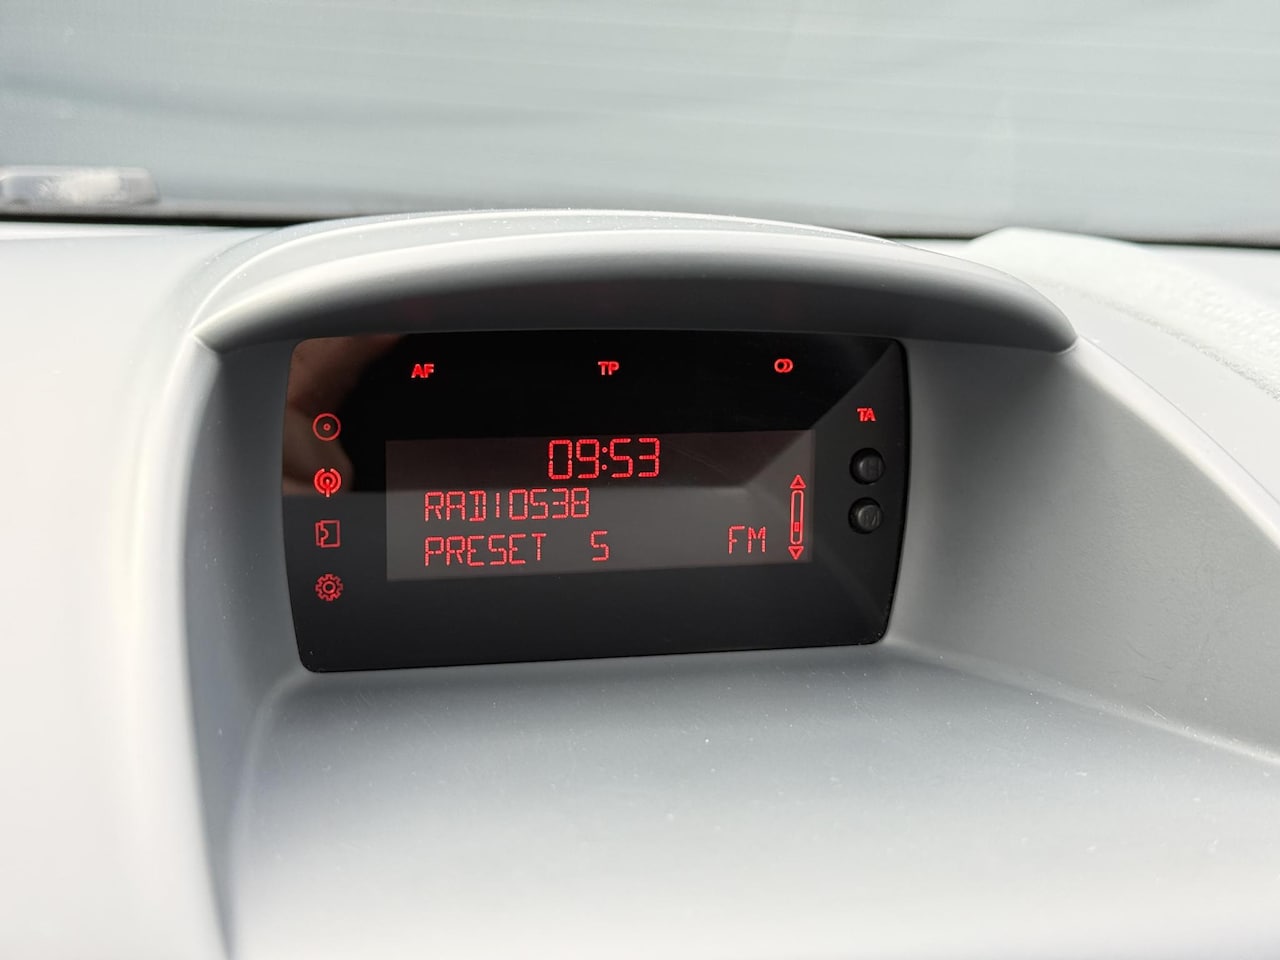 AF TP
TA
09:53
H
RADIO538
M
PRESET 5 FM